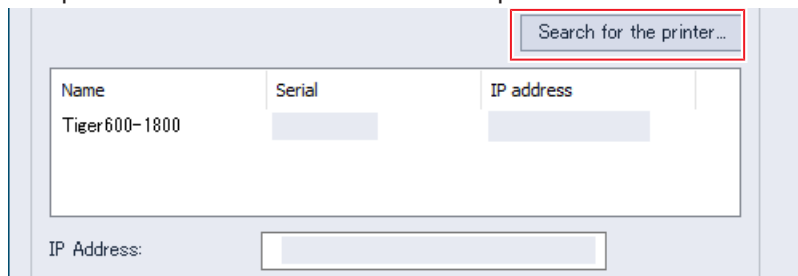 Search for the printer...
Name Serial IP address
Tiger600-1800
IP Address: